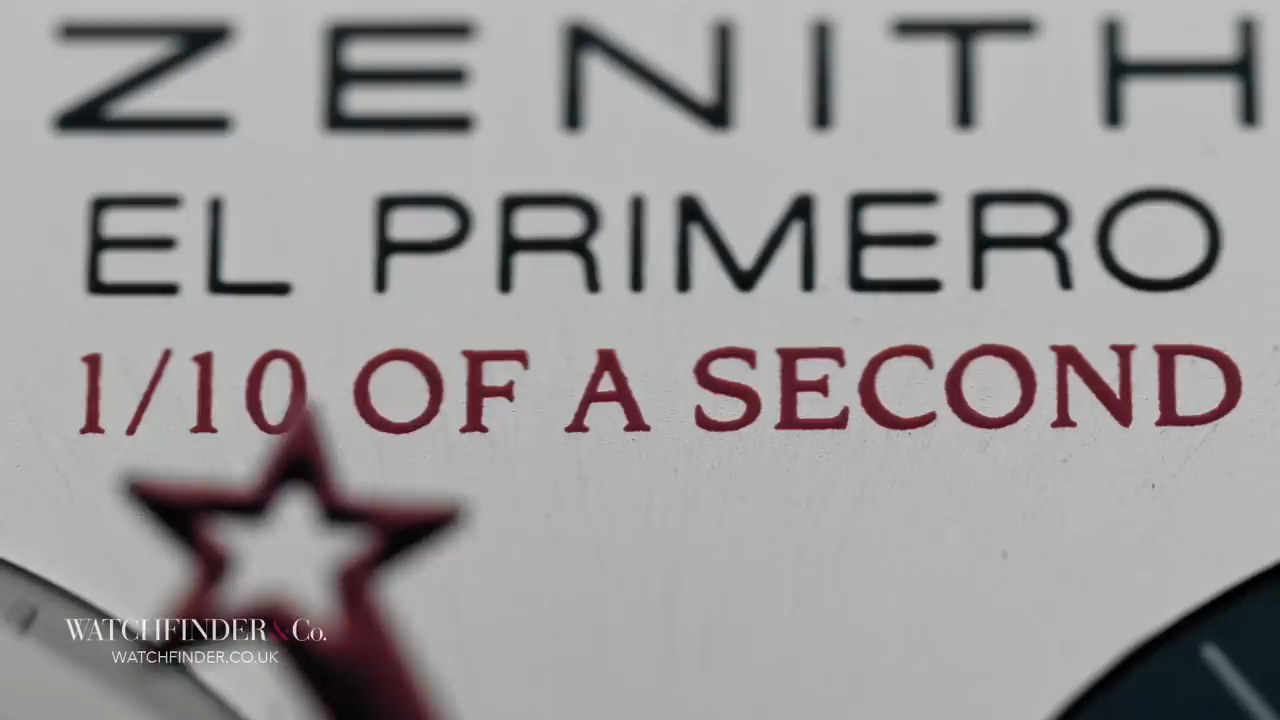 ZENITH
EL PRIMERO
1/10 OF A SECOND
WATCHFINDER & Co.
WATCHFINDER.CO.UK